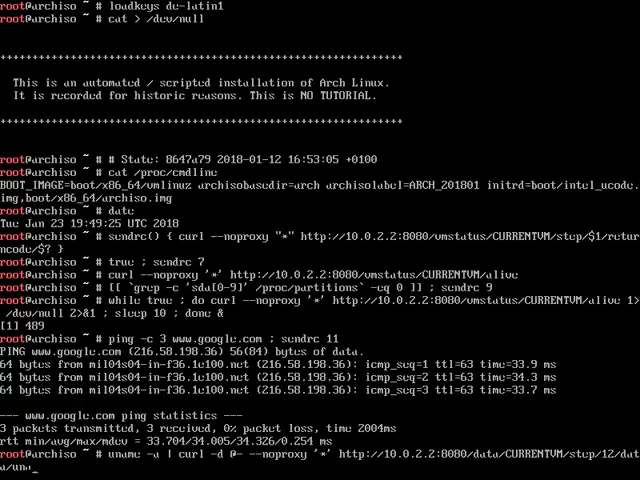 root@archiso ~ # loadkeys de-latin1
root@archiso ~ # cat > /dev/null
++++++++++++++++++++++++++++++++++++++++++++++++++++++++++++++
This is an automated / scripted installation of Arch Linux.
It is recorded for historic reasons. This is NO TUTORIAL.
++++++++++++++++++++++++++++++++++++++++++++++++++++++++++++++
root@archiso ~ # # State: 8647a79 2018-01-12 16:53:05 +0100
root@archiso ~ # cat /proc/cmdline
BOOT_IMAGE=boot/x86_64/vmlinuz archisobasedir=arch archisolabel=ARCH_201801 initrd=boot/intel_ucode.
img,boot/x86_64/archiso.img
root@archiso ~ # date
Tue Jan 23 19:49:25 UTC 2018
root@archiso ~ # sendrc() { curl --noproxy "*" http://10.0.2.2:8080/vmstatus/CURRENTVM/step/$1/return
ncode/$? }
root@archiso ~ # true ; sendrc 7
root@archiso ~ # curl --noproxy '*' http://10.0.2.2:8080/vmstatus/CURRENTVM/alive
root@archiso ~ # [[ `grep -c 'sda[0-9]' /proc/partitions` -eq 0 ]] ; sendrc 9
root@archiso ~ # while true ; do curl --noproxy '*' http://10.0.2.2:8080/vmstatus/CURRENTVM/alive 1>
/dev/null 2>&1 ; sleep 10 ; done &
[1] 489
root@archiso ~ # ping -c 3 www.google.com ; sendrc 11
PING www.google.com (216.58.198.36) 56(84) bytes of data.
64 bytes from mil04s04-in-f36.1e100.net (216.58.198.36): icmp_seq=1 ttl=63 time=33.9 ms
64 bytes from mil04s04-in-f36.1e100.net (216.58.198.36): icmp_seq=2 ttl=63 time=34.3 ms
64 bytes from mil04s04-in-f36.1e100.net (216.58.198.36): icmp_seq=3 ttl=63 time=33.7 ms
--- www.google.com ping statistics ---
3 packets transmitted, 3 received, 0% packet loss, time 2004ms
rtt min/avg/max/mdev = 33.704/34.005/34.326/0.254 ms
root@archiso ~ # uname -a | curl -d @- --noproxy '*' http://10.0.2.2:8080/data/CURRENTVM/step/12/dat
a/una_